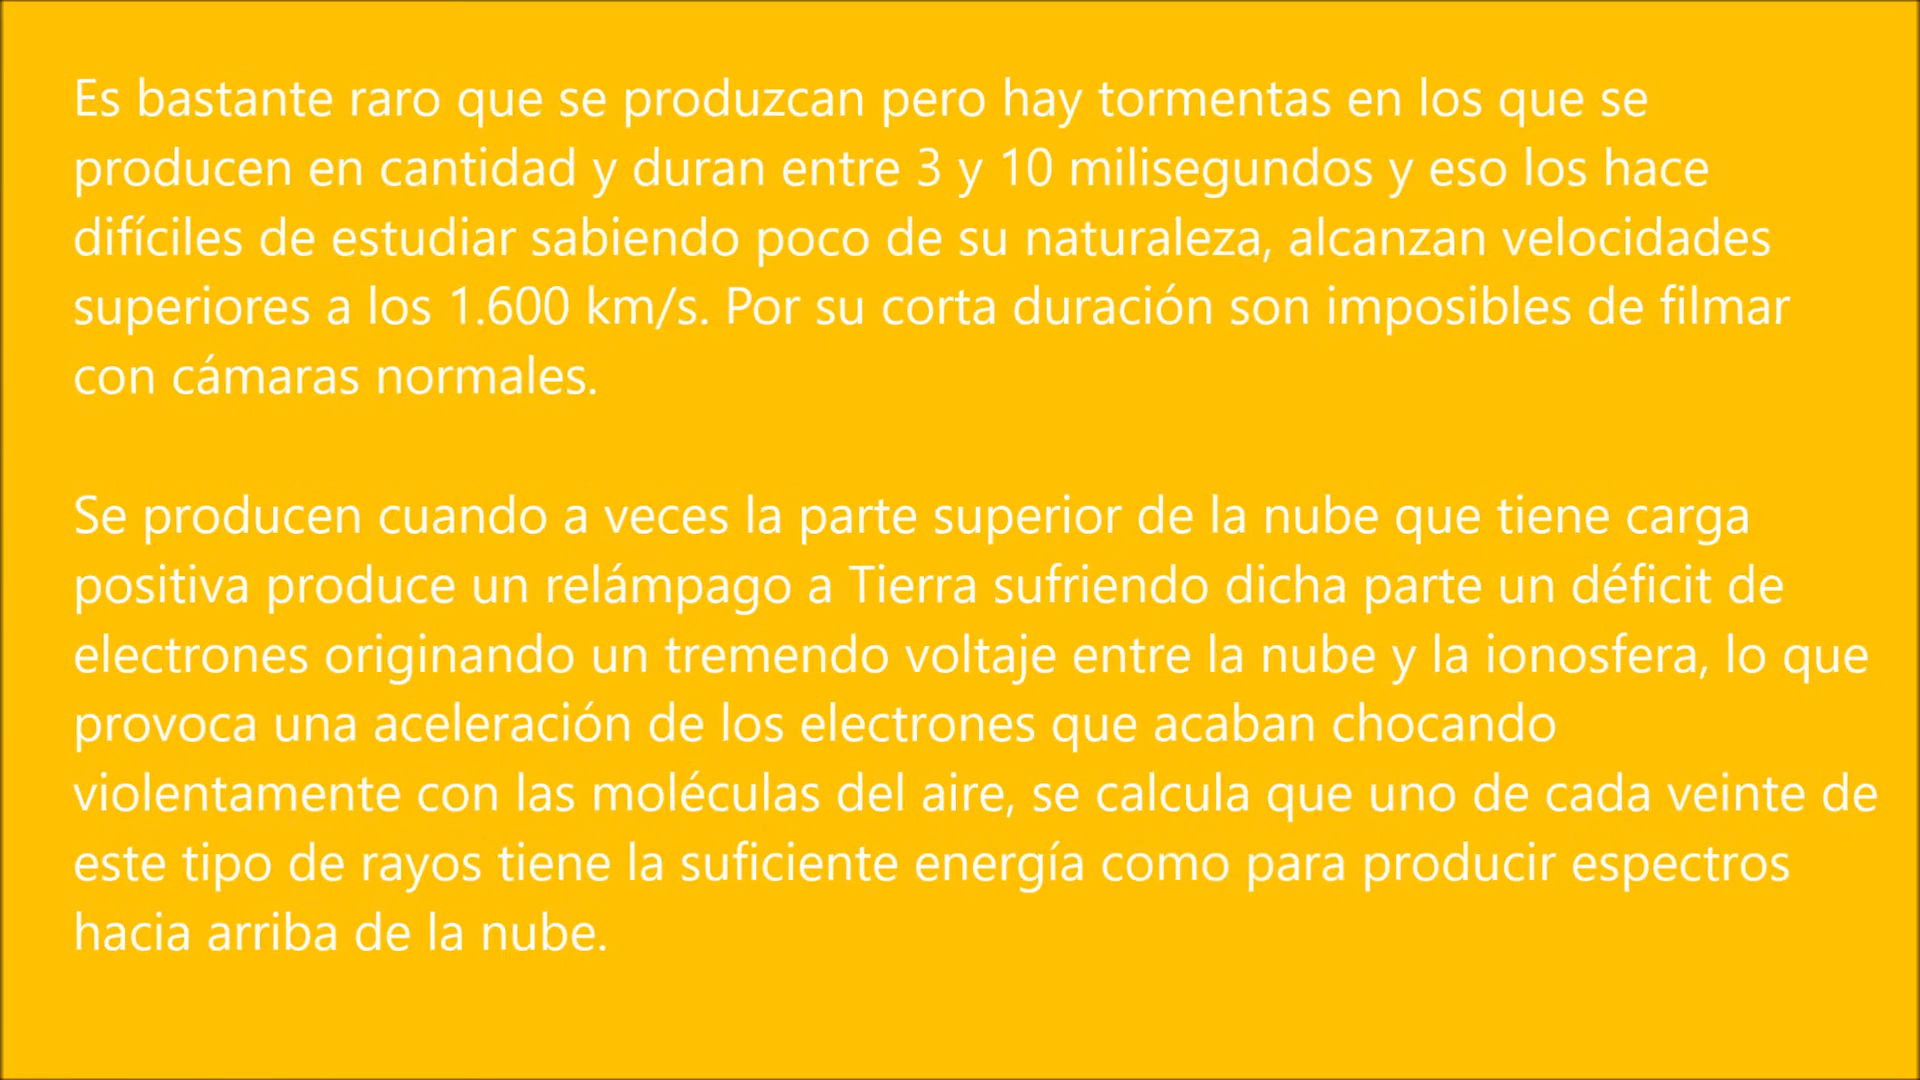 Es bastante raro que se produzcan pero hay tormentas en los que se
producen en cantidad y duran entre 3 y 10 milisegundos y eso los hace
difíciles de estudiar sabiendo poco de su naturaleza, alcanzan velocidades
superiores a los 1.600 km/s. Por su corta duración son imposibles de filmar
con cámaras normales.
Se producen cuando a veces la parte superior de la nube que tiene carga
positiva produce un relámpago a Tierra sufriendo dicha parte un déficit de
electrones originando un tremendo voltaje entre la nube y la ionosfera, lo que
provoca una aceleración de los electrones que acaban chocando
violentamente con las moléculas del aire, se calcula que uno de cada veinte de
este tipo de rayos tiene la suficiente energía como para producir espectros
hacia arriba de la nube.